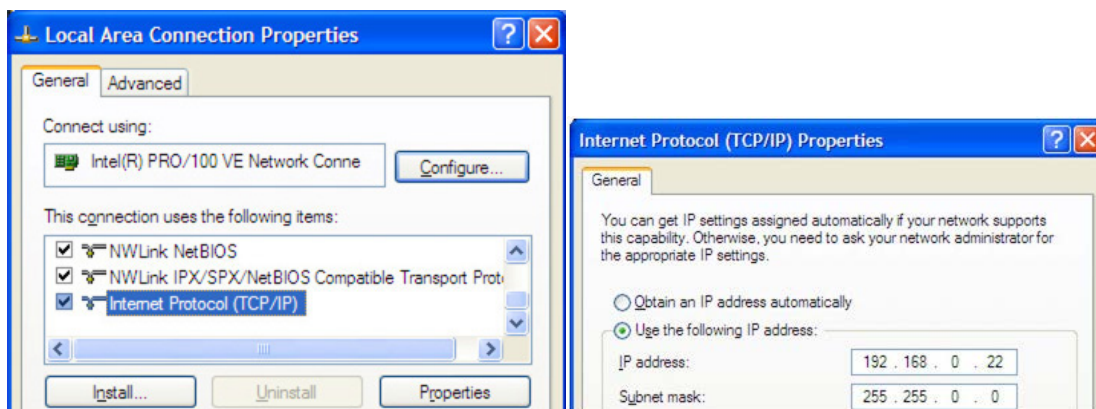 Local Area Connection Properties
General Advanced
Connect using:
Intel(R) PRO/100 VE Network Conne
Configure...
This connection uses the following items:
NWLink NetBIOS
NWLink IPX/SPX/NetBIOS Compatible Transport Proto
Internet Protocol (TCP/IP)
Install... Uninstall Properties
Internet Protocol (TCP/IP) Properties
General
You can get IP settings assigned automatically if your network supports
this capability. Otherwise, you need to ask your network administrator for
the appropriate IP settings.
Obtain an IP address automatically
Use the following IP address:
IP address: 192 . 168 . 0 . 22
Subnet mask: 255 . 255 . 0 . 0